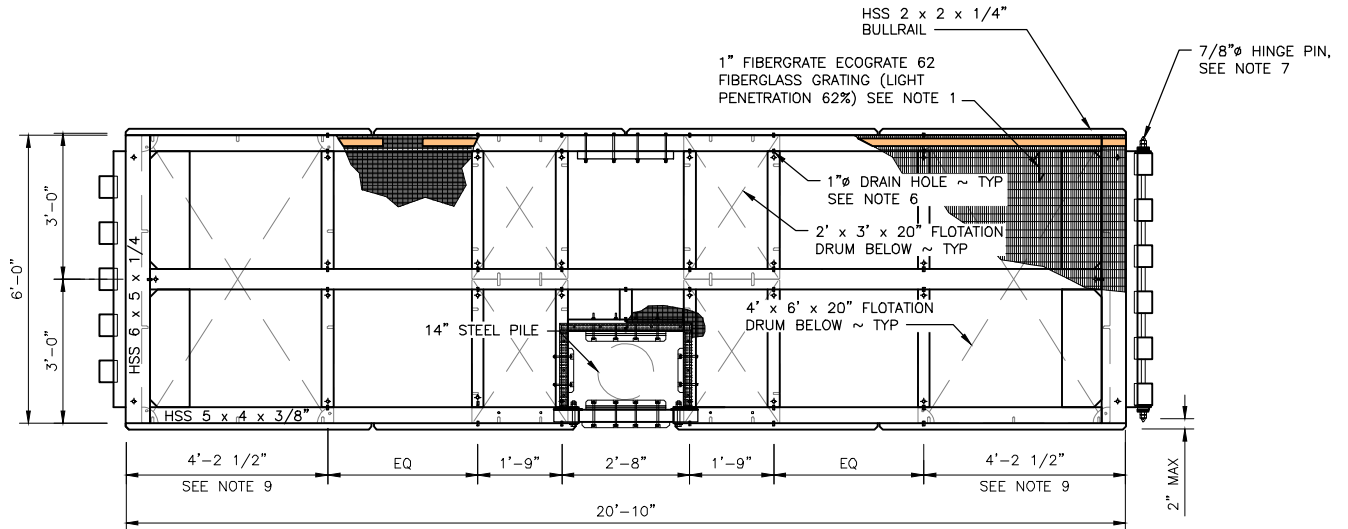 HSS 2 x 2 x 1/4"
BULLRAIL
7/8"ø HINGE PIN,
SEE NOTE 7
1" FIBERGRATE ECOGRATE 62
FIBERGLASS GRATING (LIGHT
PENETRATION 62%) SEE NOTE 1
1"ø DRAIN HOLE ~ TYP
SEE NOTE 6
2' x 3' x 20" FLOTATION
DRUM BELOW ~ TYP
4' x 6' x 20" FLOTATION
DRUM BELOW ~ TYP
14" STEEL PILE
6'-0"
3'-0"
3'-0"
HSS 6 x 5 x 1/4
HSS 5 x 4 x 3/8"
4'-2 1/2"
SEE NOTE 9
EQ
1'-9"
2'-8"
1'-9"
EQ
4'-2 1/2"
SEE NOTE 9
2" MAX
20'-10"